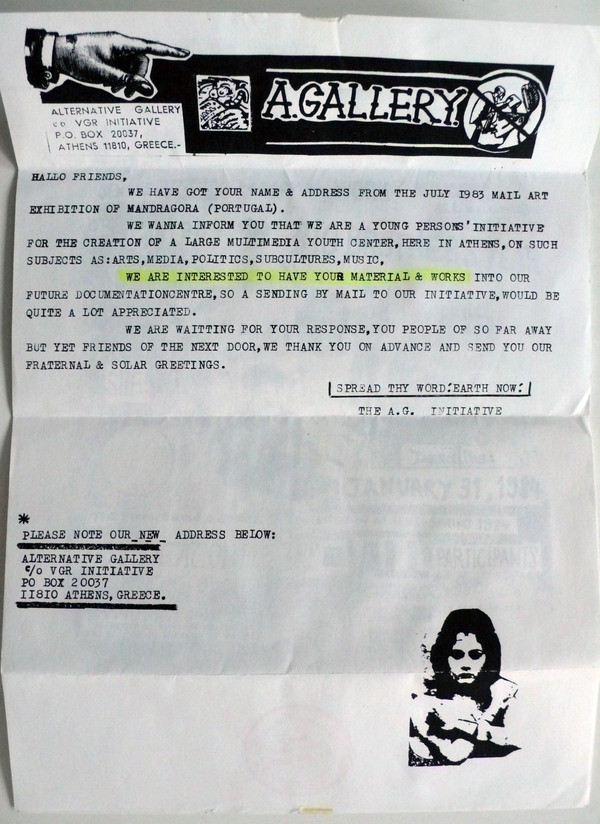 A.GALLERY
ALTERNATIVE GALLERY
c o VGR INITIATIVE
P.O. BOX 20037,
ATHENS 11810, GREECE.-
HALLO FRIENDS,
WE HAVE GOT YOUR NAME & ADDRESS FROM THE JULY 1983 MAIL ART
EXHIBITION OF MANDRAGORA (PORTUGAL).
WE WANNA INFORM YOU THAT WE ARE A YOUNG PERSONS'INITIATIVE
FOR THE CREATION OF A LARGE MULTIMEDIA YOUTH CENTER,HERE IN ATHENS,ON SUCH
SUBJECTS AS:ARTS,MEDIA,POLITICS,SUBCULTURES,MUSIC,
WE ARE INTERESTED TO HAVE YOUR MATERIAL & WORKS INTO OUR
FUTURE DOCUMENTATIONCENTRE,SO A SENDING BY MAIL TO OUR INITIATIVE,WOULD BE
QUITE A LOT APPRECIATED.
WE ARE WAITTING FOR YOUR RESPONSE,YOU PEOPLE OF SO FAR AWAY
BUT YET FRIENDS OF THE NEXT DOOR,WE THANK YOU ON ADVANCE AND SEND YOU OUR
FRATERNAL & SOLAR GREETINGS.
SPREAD THY WORD:EARTH NOW!
THE A.G. INITIATIVE
*
PLEASE NOTE OUR NEW ADDRESS BELOW:
ALTERNATIVE GALLERY
c/o VGR INITIATIVE
PO BOX 20037
11810 ATHENS,GREECE.
JANUARY 31, 1984